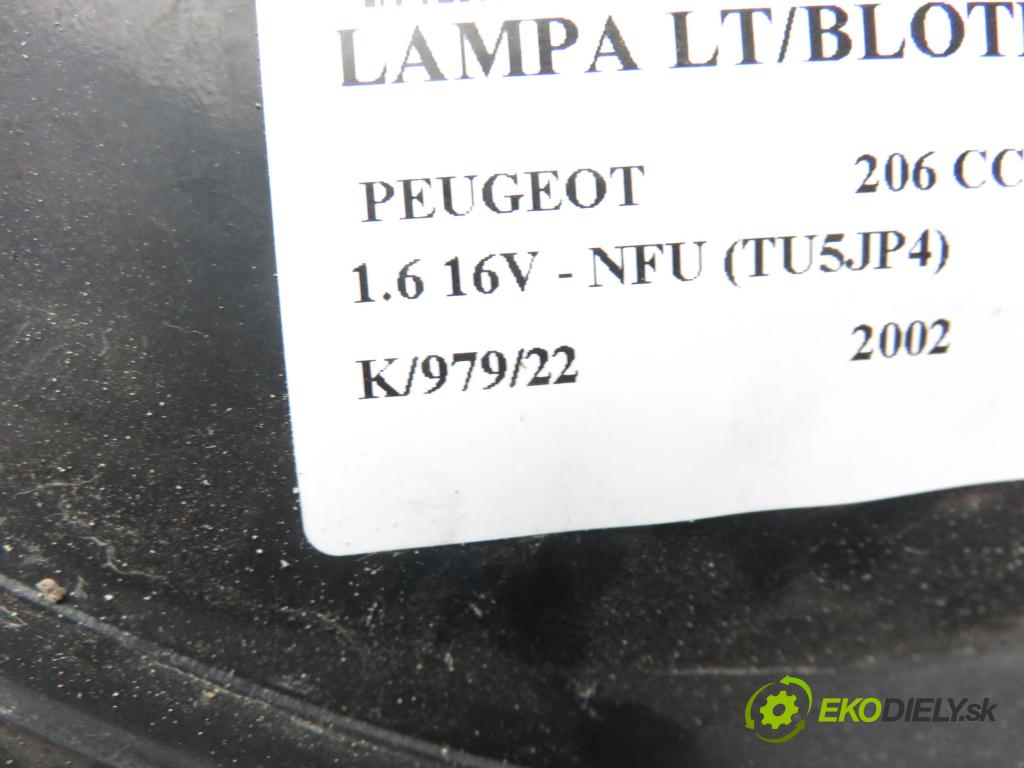 LAMPA LT/BLOT
PEUGEOT 206 CC
1.6 16V - NFU (TU5JP4)
K/979/22 2002
EKODIELY.sk